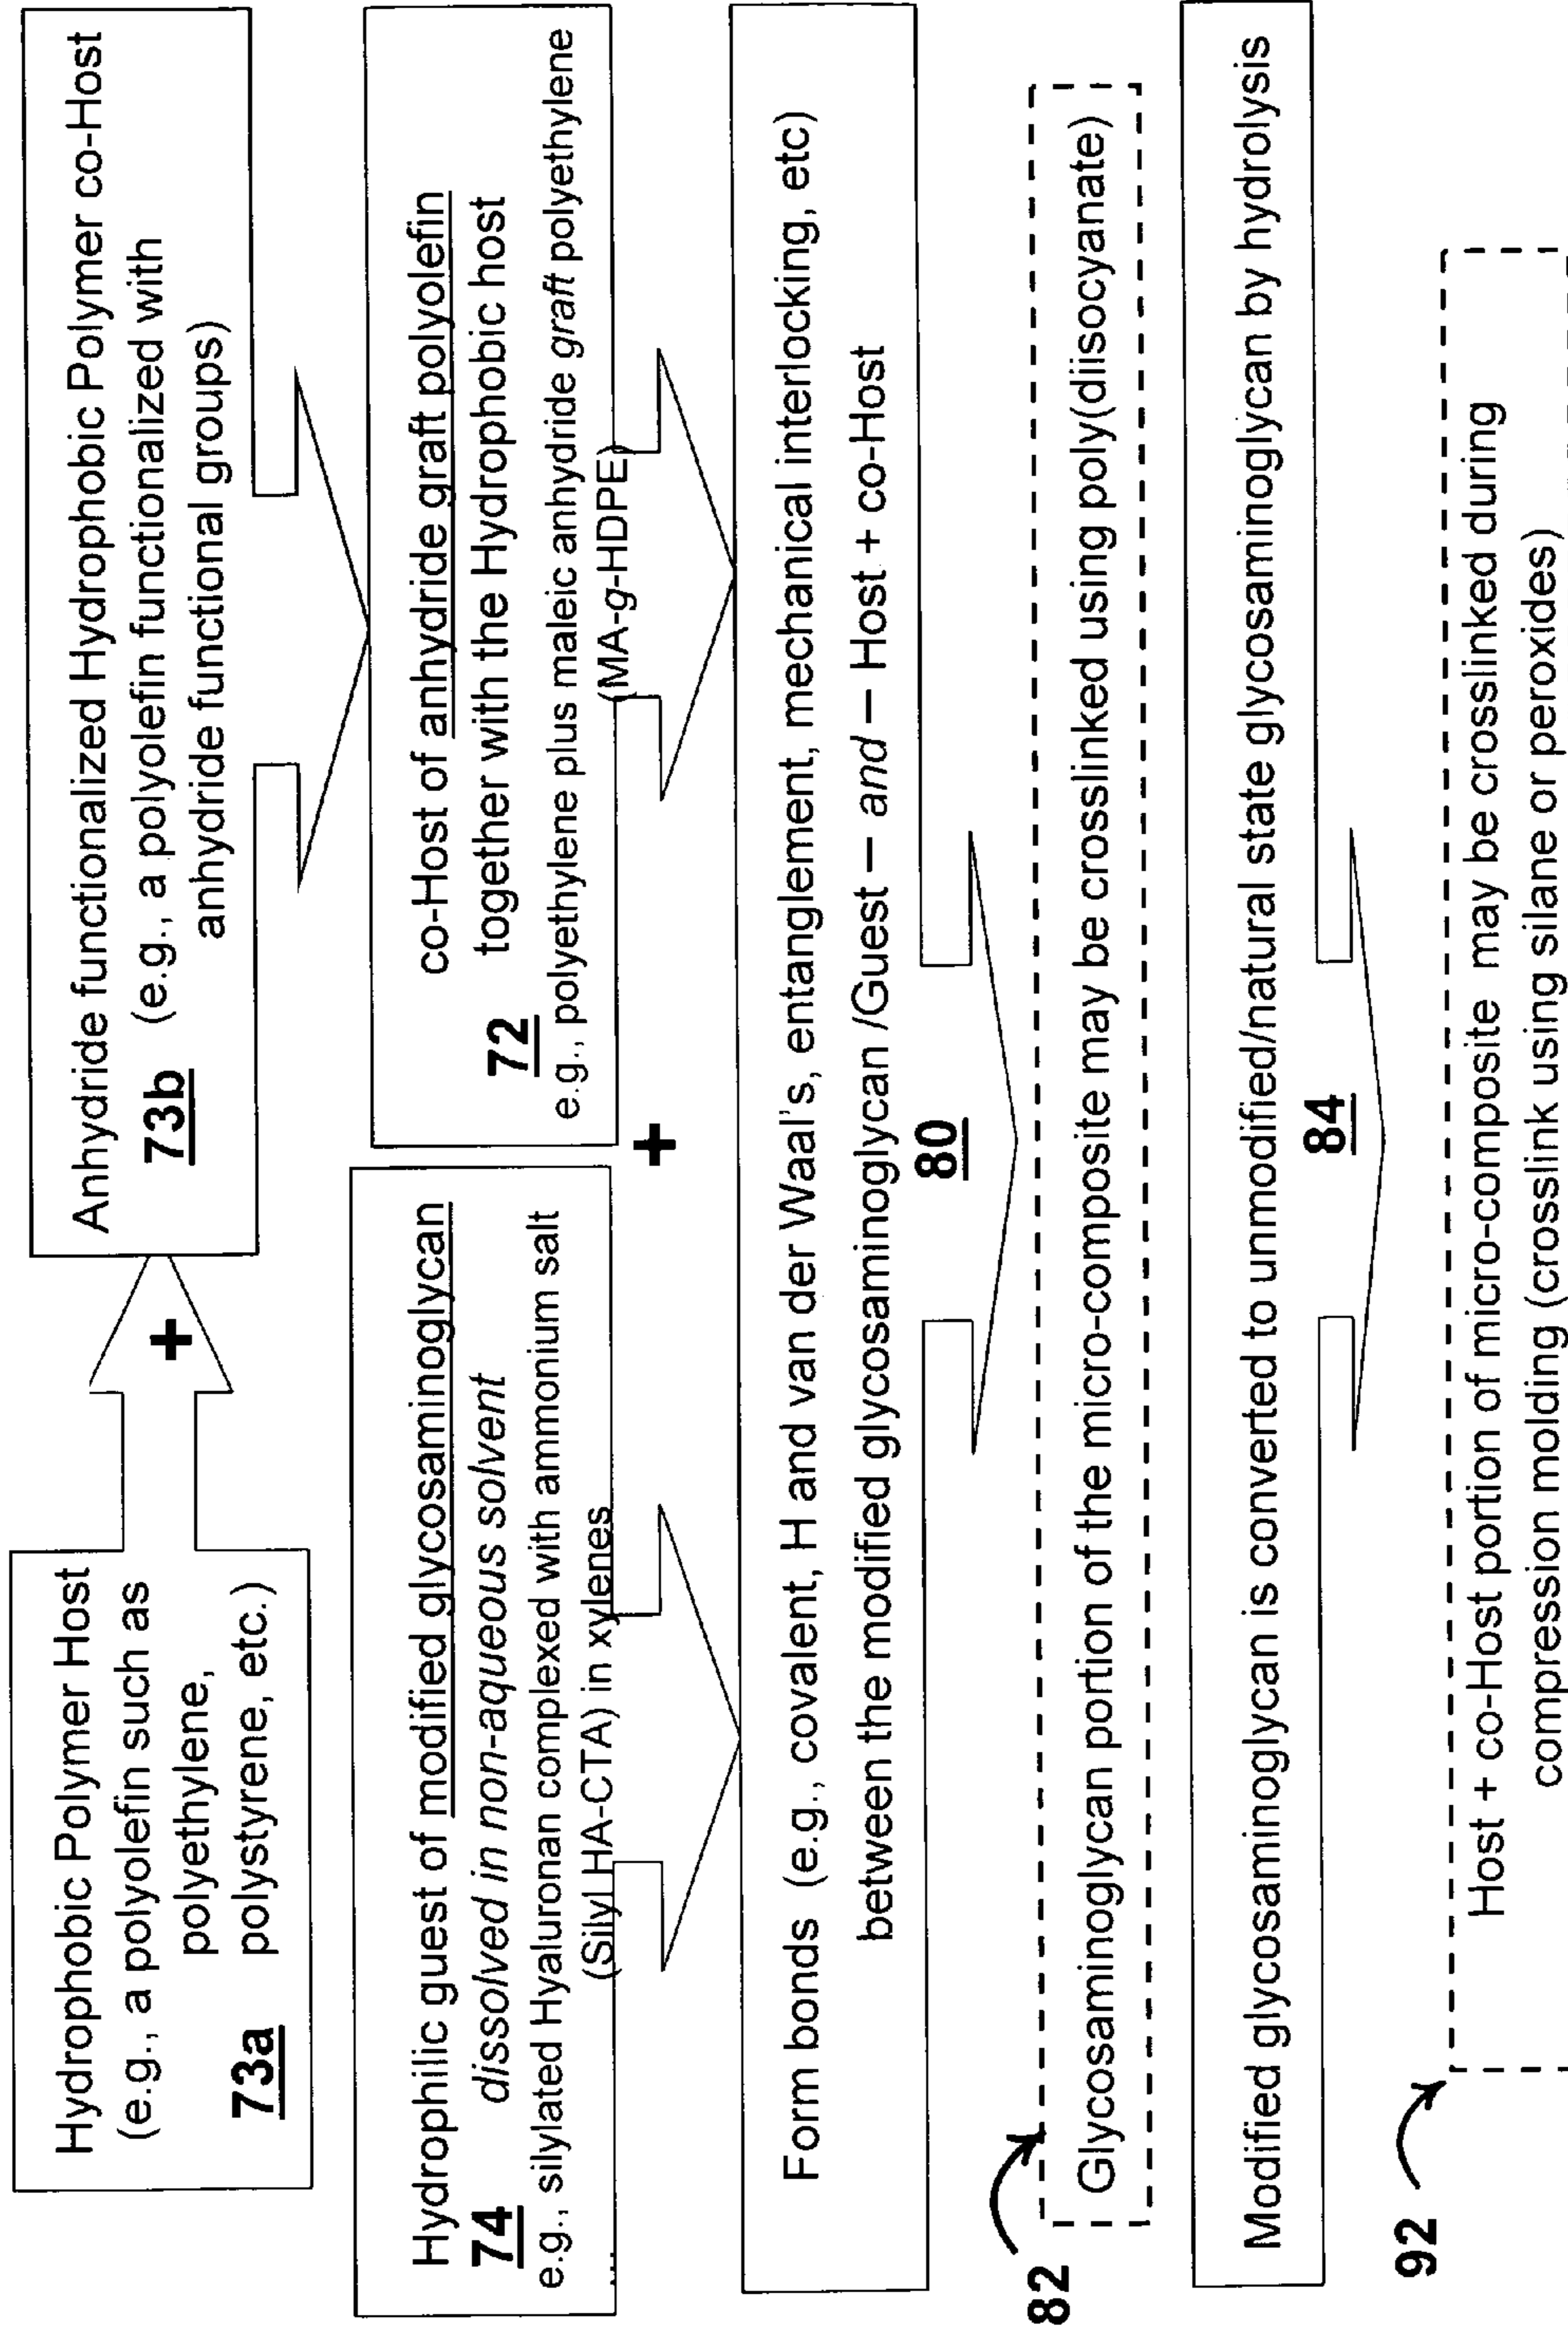 Hydrophobic Polymer Host
(e.g., a polyolefin such as
polyethylene,
73a polystyrene, etc.)
+
Anhydride functionalized Hydrophobic Polymer co-Host
73b (e.g., a polyolefin functionalized with
anhydride functional groups)
Hydrophilic guest of modified glycosaminoglycan
74 dissolved in non-aqueous solvent
e.g., silylated Hyaluronan complexed with ammonium salt
(Silyl HA-CTA) in xylenes
+
co-Host of anhydride graft polyolefin
72 together with the Hydrophobic host
e.g., polyethylene plus maleic anhydride graft polyethylene
(MA-g-HDPE)
Form bonds (e.g., covalent, H and van der Waal's, entanglement, mechanical interlocking, etc)
between the modified glycosaminoglycan /Guest – and – Host + co-Host
80
82
Glycosaminoglycan portion of the micro-composite may be crosslinked using poly(diisocyanate)
Modified glycosaminoglycan is converted to unmodified/natural state glycosaminoglycan by hydrolysis
84
92
Host + co-Host portion of micro-composite may be crosslinked during
compression molding (crosslink using silane or peroxides)